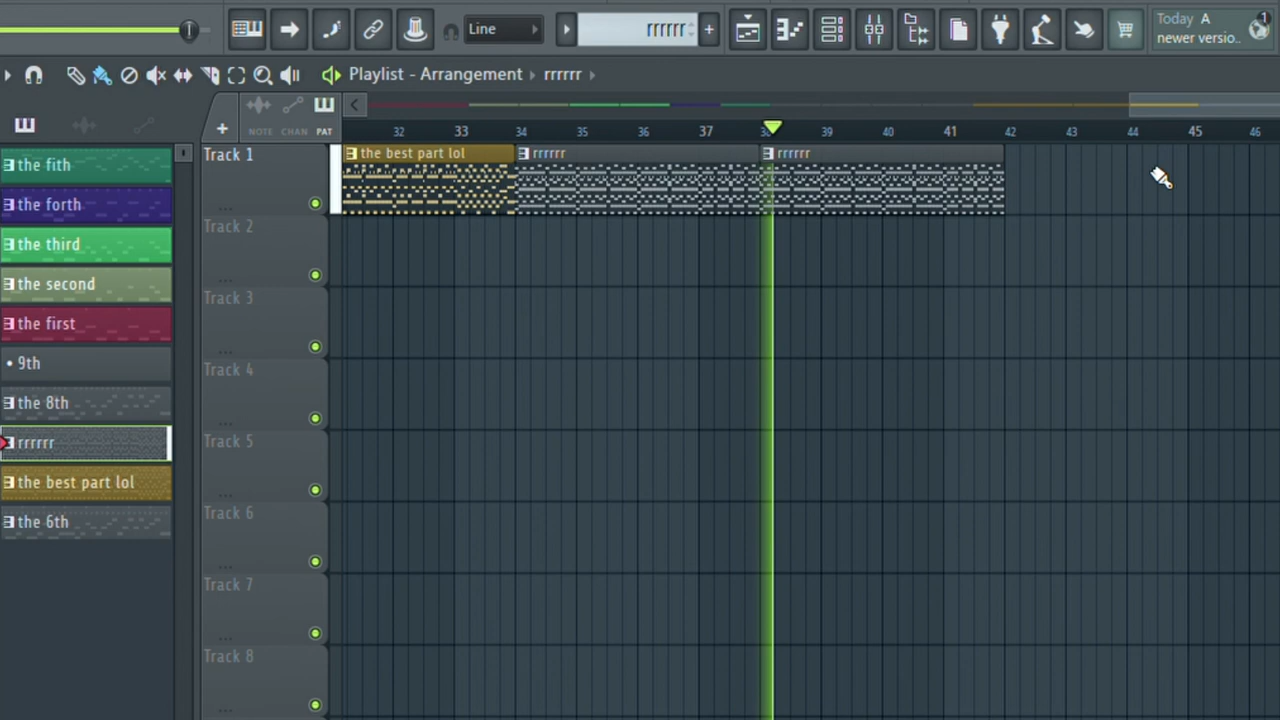 Line
rrrrrr
Today A
newer versio..
1
Playlist - Arrangement ▸ rrrrrr ▸
NOTE CHAN PAT
32 33 34 35 36 37 38 39 40 41 42 43 44 45 46
the fith
the forth
the third
the second
the first
9th
the 8th
rrrrrr
the best part lol
the 6th
Track 1
the best part lol
rrrrrr
rrrrrr
Track 2
Track 3
Track 4
Track 5
Track 6
Track 7
Track 8